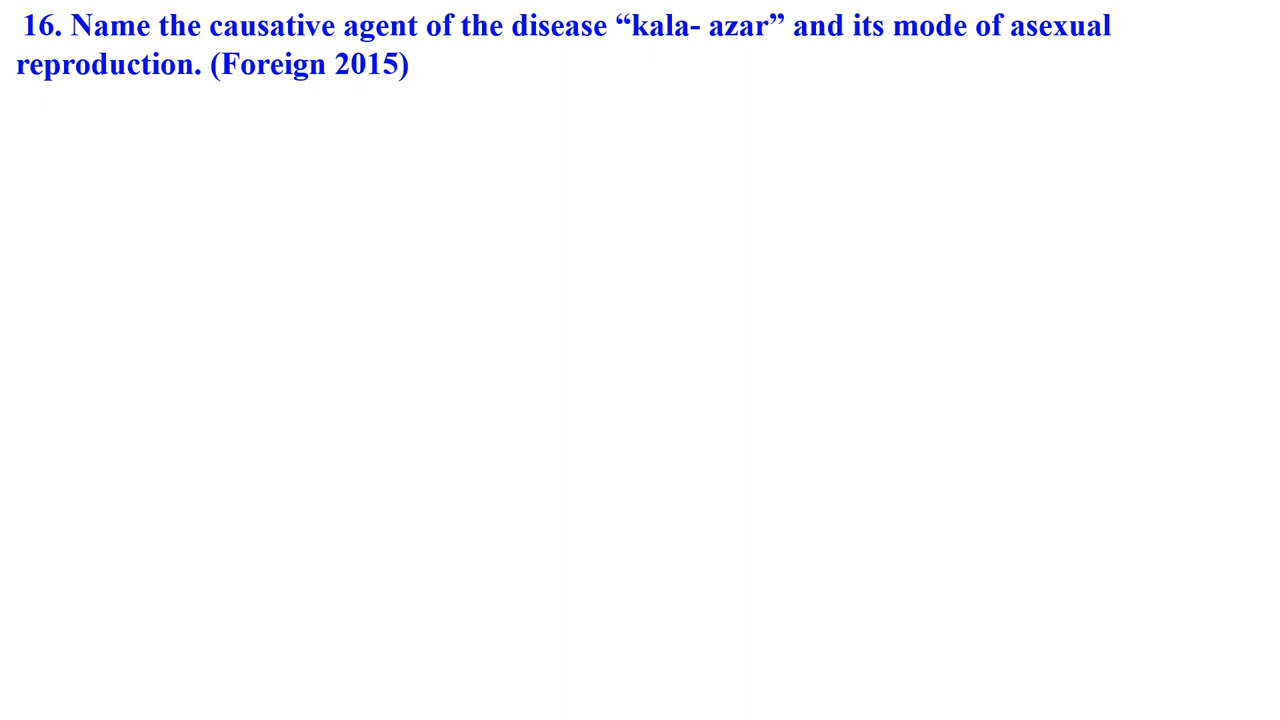 16. Name the causative agent of the disease “kala- azar” and its mode of asexual
reproduction. (Foreign 2015)